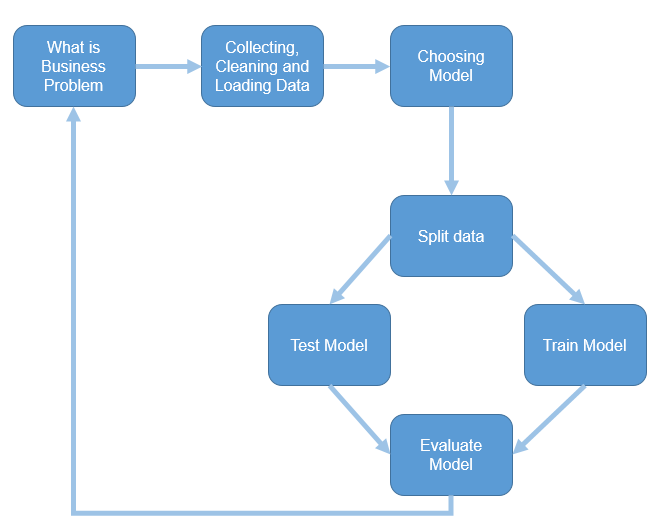 What is
Business
Problem
Collecting,
Cleaning and
Loading Data
Choosing
Model
Split data
Test Model
Train Model
Evaluate
Model